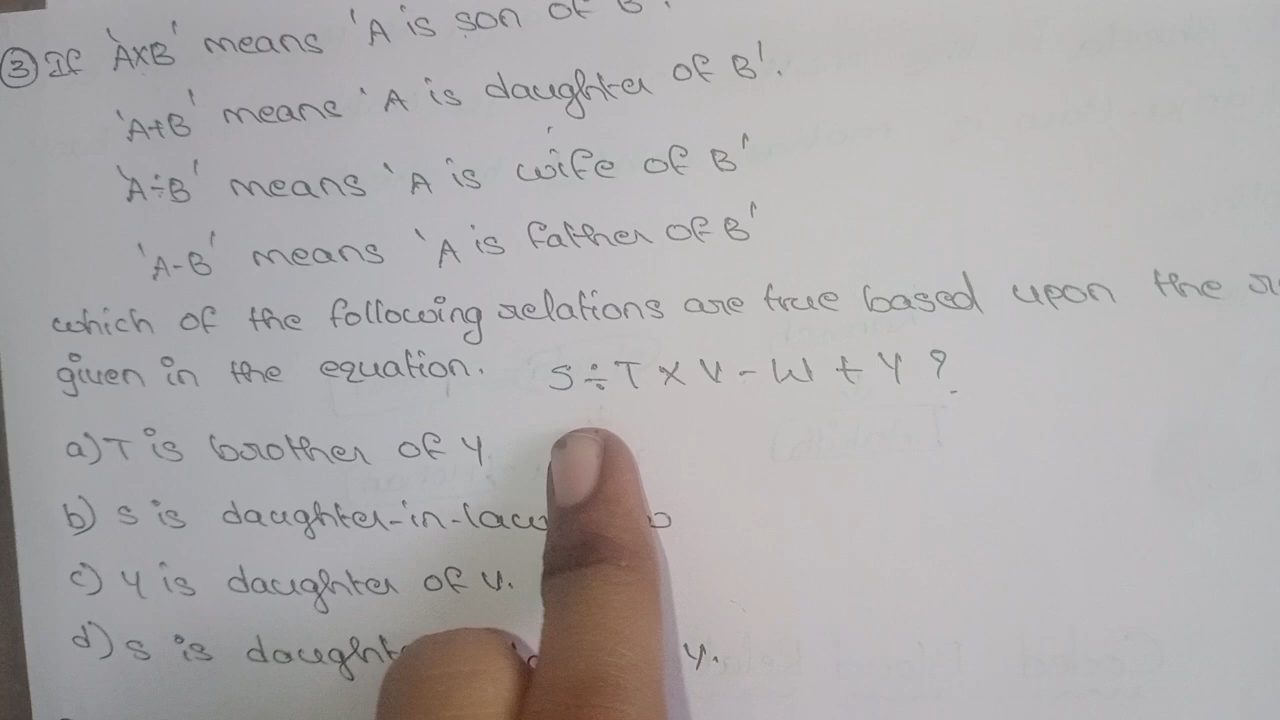 ③ If 'A×B' means 'A is son of B'.
'A+B' means 'A is daughter of B'.
'A÷B' means 'A is wife of B'
'A-B' means 'A is father of B'
which of the following relations are true based upon the
given in the equation. S÷T×V-W+Y?
a) T is brother of Y
b) S is daughter-in-law
c) Y is daughter of V.
d) S is Y.